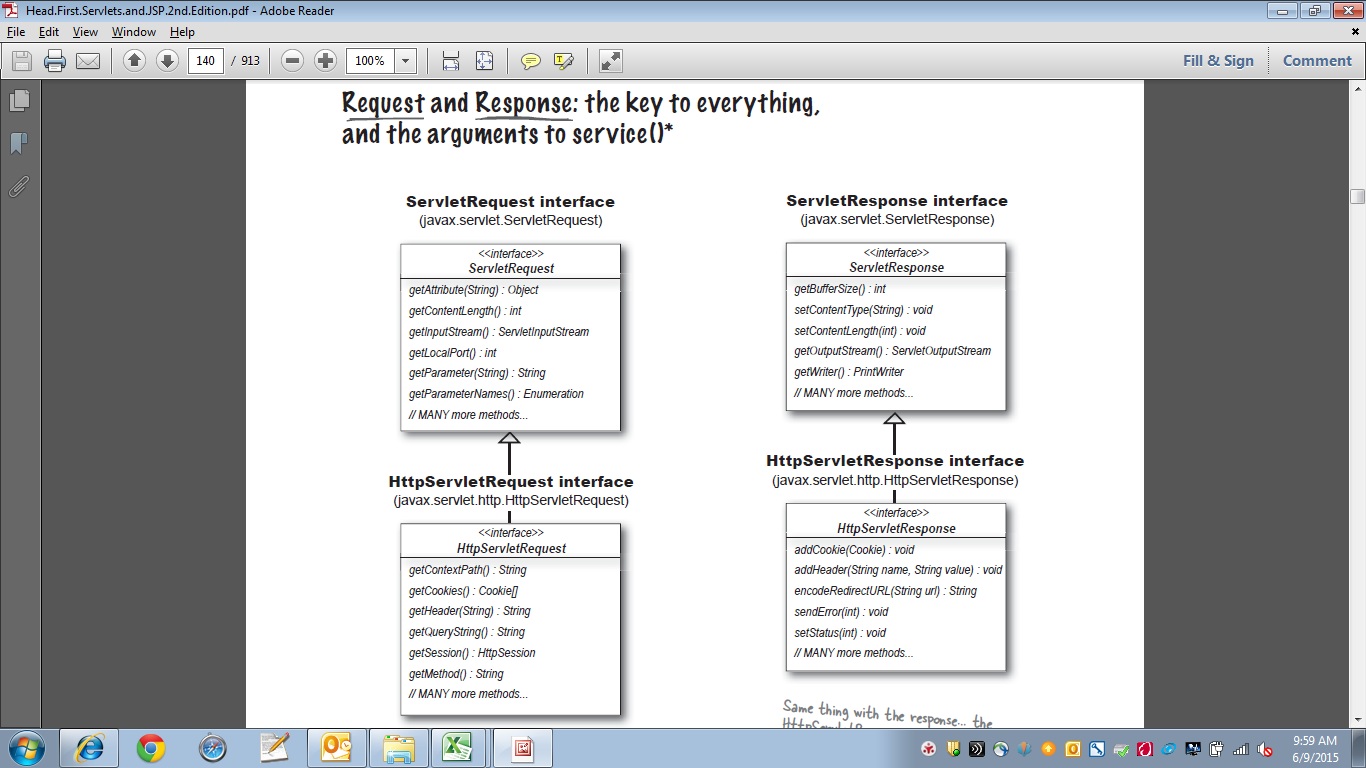 Head.First.Servlets.and.JSP.2nd.Edition.pdf - Adobe Reader
File Edit View Window Help
140 / 913 100% Fill & Sign Comment
Request and Response: the key to everything,
and the arguments to service()*
ServletRequest interface
(javax.servlet.ServletRequest)
<<interface>>
ServletRequest
getAttribute(String) : Object
getContentLength() : int
getInputStream() : ServletInputStream
getLocalPort() : int
getParameter(String) : String
getParameterNames() : Enumeration
// MANY more methods...
HttpServletRequest interface
(javax.servlet.http.HttpServletRequest)
<<interface>>
HttpServletRequest
getContextPath() : String
getCookies() : Cookie[]
getHeader(String) : String
getQueryString() : String
getSession() : HttpSession
getMethod() : String
// MANY more methods...
ServletResponse interface
(javax.servlet.ServletResponse)
<<interface>>
ServletResponse
getBufferSize() : int
setContentType(String) : void
setContentLength(int) : void
getOutputStream() : ServletOutputStream
getWriter() : PrintWriter
// MANY more methods...
HttpServletResponse interface
(javax.servlet.http.HttpServletResponse)
<<interface>>
HttpServletResponse
addCookie(Cookie) : void
addHeader(String name, String value) : void
encodeRedirectURL(String url) : String
sendError(int) : void
setStatus(int) : void
// MANY more methods...
Same thing with the response... the
9:59 AM
6/9/2015